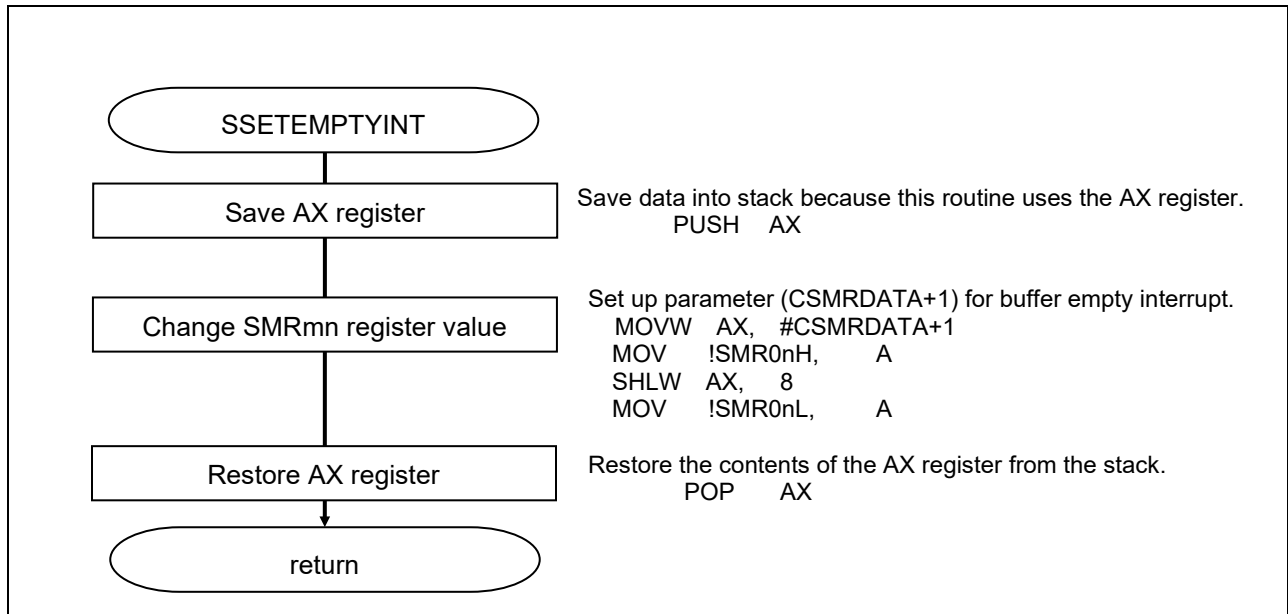 SSETEMPTYINT
Save AX register
Save data into stack because this routine uses the AX register.
PUSH AX
Change SMRmn register value
Set up parameter (CSMRDATA+1) for buffer empty interrupt.
MOVW AX, #CSMRDATA+1
MOV !SMR0nH, A
SHLW AX, 8
MOV !SMR0nL, A
Restore AX register
Restore the contents of the AX register from the stack.
POP AX
return